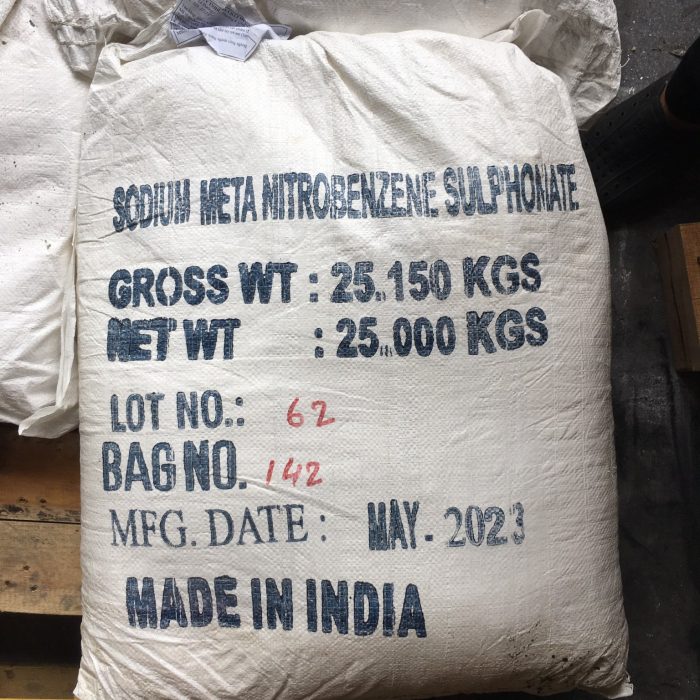 SODIUM META NITROBENZENE SULPHONATE
GROSS WT : 25.150 KGS
NET WT : 25.000 KGS
LOT NO.: 62
BAG NO. 142
MFG. DATE : MAY - 2023
MADE IN INDIA